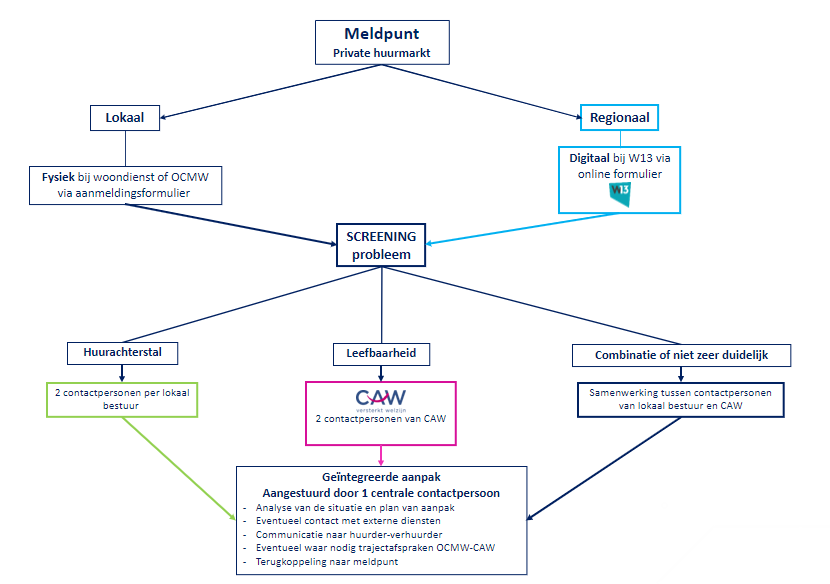 Meldpunt
Private huurmarkt
Lokaal
Regionaal
Fysiek bij woondienst of OCMW
via aanmeldingsformulier
Digitaal bij W13 via
online formulier
W13
SCREENING
probleem
Huurachterstal
Leefbaarheid
Combinatie of niet zeer duidelijk
2 contactpersonen per lokaal
bestuur
CAW
versterkt welzijn
2 contactpersonen van CAW
Samenwerking tussen contactpersonen
van lokaal bestuur en CAW
Geïntegreerde aanpak
Aangestuurd door 1 centrale contactpersoon
- Analyse van de situatie en plan van aanpak
- Eventueel contact met externe diensten
- Communicatie naar huurder-verhuurder
- Eventueel waar nodig trajectafspraken OCMW-CAW
- Terugkoppeling naar meldpunt